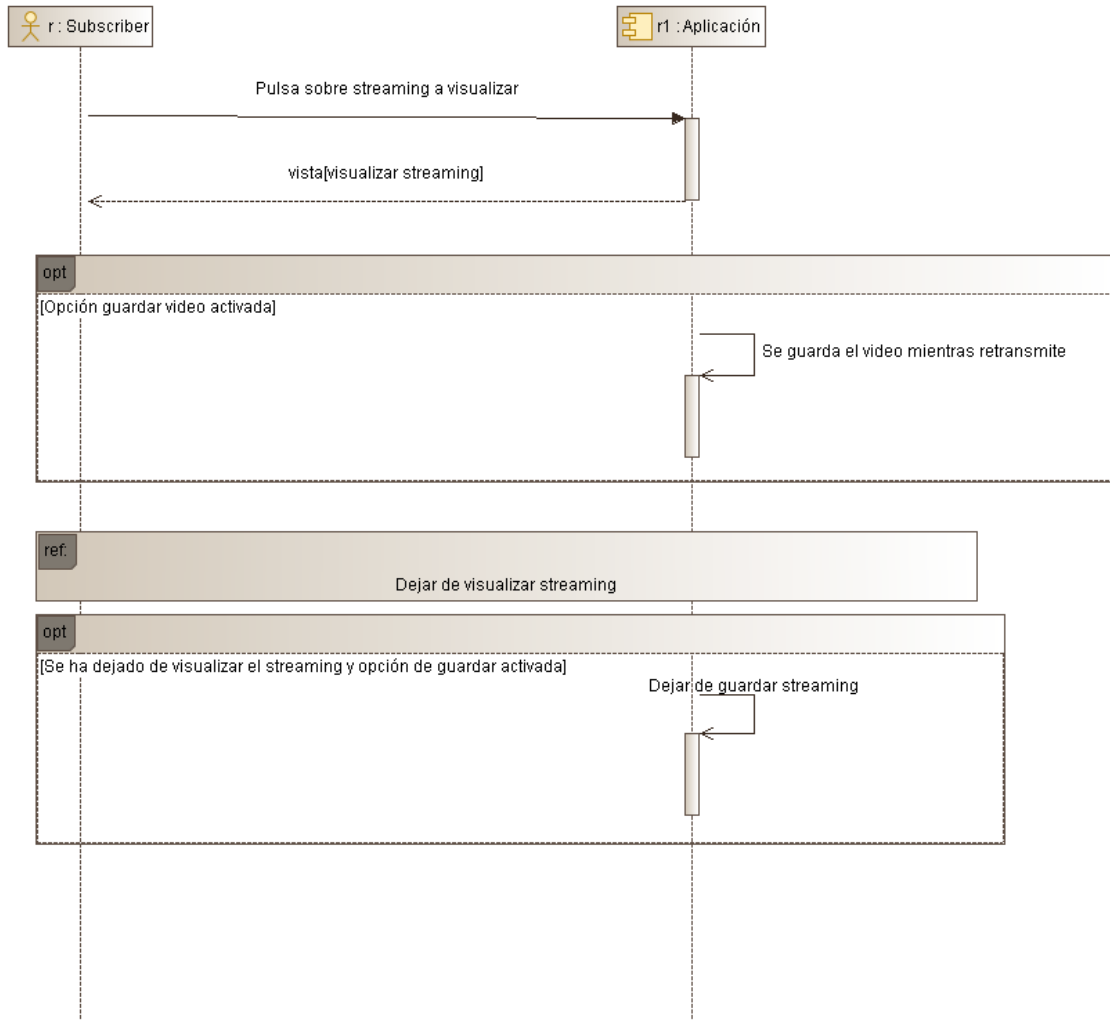 r : Subscriber
r1 : Aplicación
Pulsa sobre streaming a visualizar
vista[visualizar streaming]
opt
[Opción guardar video activada]
Se guarda el video mientras retransmite
ref:
Dejar de visualizar streaming
opt
[Se ha dejado de visualizar el streaming y opción de guardar activada]
Dejar de guardar streaming